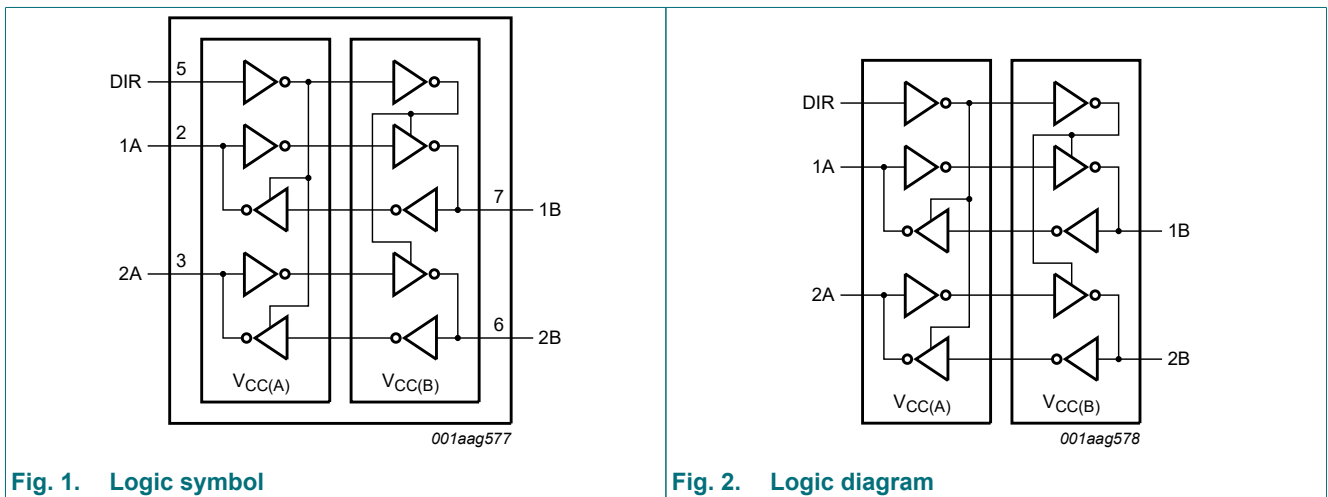 DIR 5
1A 2
7 1B
2A 3
6 2B
VCC(A) VCC(B)
001aag577
Fig. 1. Logic symbol
DIR
1A
1B
2A
2B
VCC(A) VCC(B)
001aag578
Fig. 2. Logic diagram